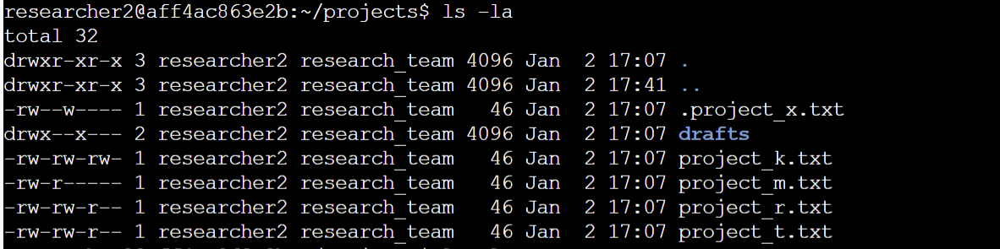 researcher2@aff4ac863e2b:~/projects$ ls -la
total 32
drwxr-xr-x 3 researcher2 research_team 4096 Jan  2 17:07 .
drwxr-xr-x 3 researcher2 research_team 4096 Jan  2 17:41 ..
-rw--w---- 1 researcher2 research_team   46 Jan  2 17:07 .project_x.txt
drwx--x--- 2 researcher2 research_team 4096 Jan  2 17:07 drafts
-rw-rw-rw- 1 researcher2 research_team   46 Jan  2 17:07 project_k.txt
-rw-r----- 1 researcher2 research_team   46 Jan  2 17:07 project_m.txt
-rw-rw-r-- 1 researcher2 research_team   46 Jan  2 17:07 project_r.txt
-rw-rw-r-- 1 researcher2 research_team   46 Jan  2 17:07 project_t.txt